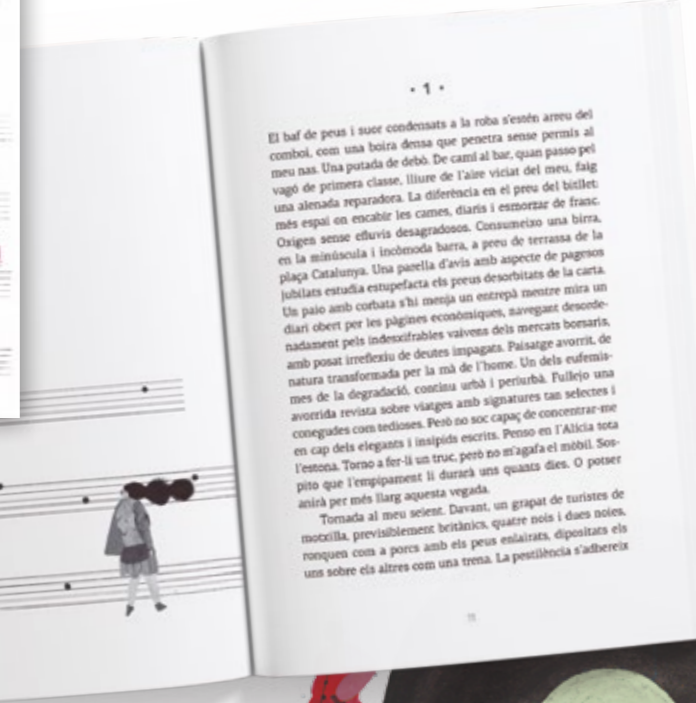 • 1 •
El baf de peus i suor condensats a la roba s'estén arreu del
comboi, com una boira densa que penetra sense permís al
meu nas. Una putada de debò. De camí al bar, quan passo pel
vagó de primera classe, lliure de l'aire viciat del meu, faig
una alenada reparadora. La diferència en el preu del bitllet:
més espai on encabir les cames, diaris i esmorzar de franc.
Oxigen sense efluvis desagradosos. Consumeixo una birra,
en la minúscula i incòmoda barra, a preu de terrassa de la
plaça Catalunya. Una parella d'avis amb aspecte de pagesos
jubilats estudia estupefacta els preus desorbitats de la carta.
Un paio amb corbata s'hi menja un entrepà mentre mira un
diari obert per les pàgines econòmiques, navegant desorde-
nadament pels indesxifrables vaivens dels mercats borsaris,
amb posat irreflexiu de deutes impagats. Paisatge avorrit, de
natura transformada per la mà de l'home. Un dels eufemis-
mes de la degradació, continu urbà i periurbà. Fullejo una
avorrida revista sobre viatges amb signatures tan selectes i
conegudes com tedioses. Però no soc capaç de concentrar-me
en cap dels elegants i insípids escrits. Penso en l'Alícia tota
l'estona. Torno a fer-li un truc, però no m'agafa el mòbil. Sos-
pito que l'empipament li durarà uns quants dies. O potser
anirà per més llarg aquesta vegada.
Tornada al meu seient. Davant, un grapat de turistes de
motxilla, previsiblement britànics, quatre nois i dues noies,
ronquen com a porcs amb els peus enlairats, dipositats els
uns sobre els altres com una trena. La pestilència s'adhereix